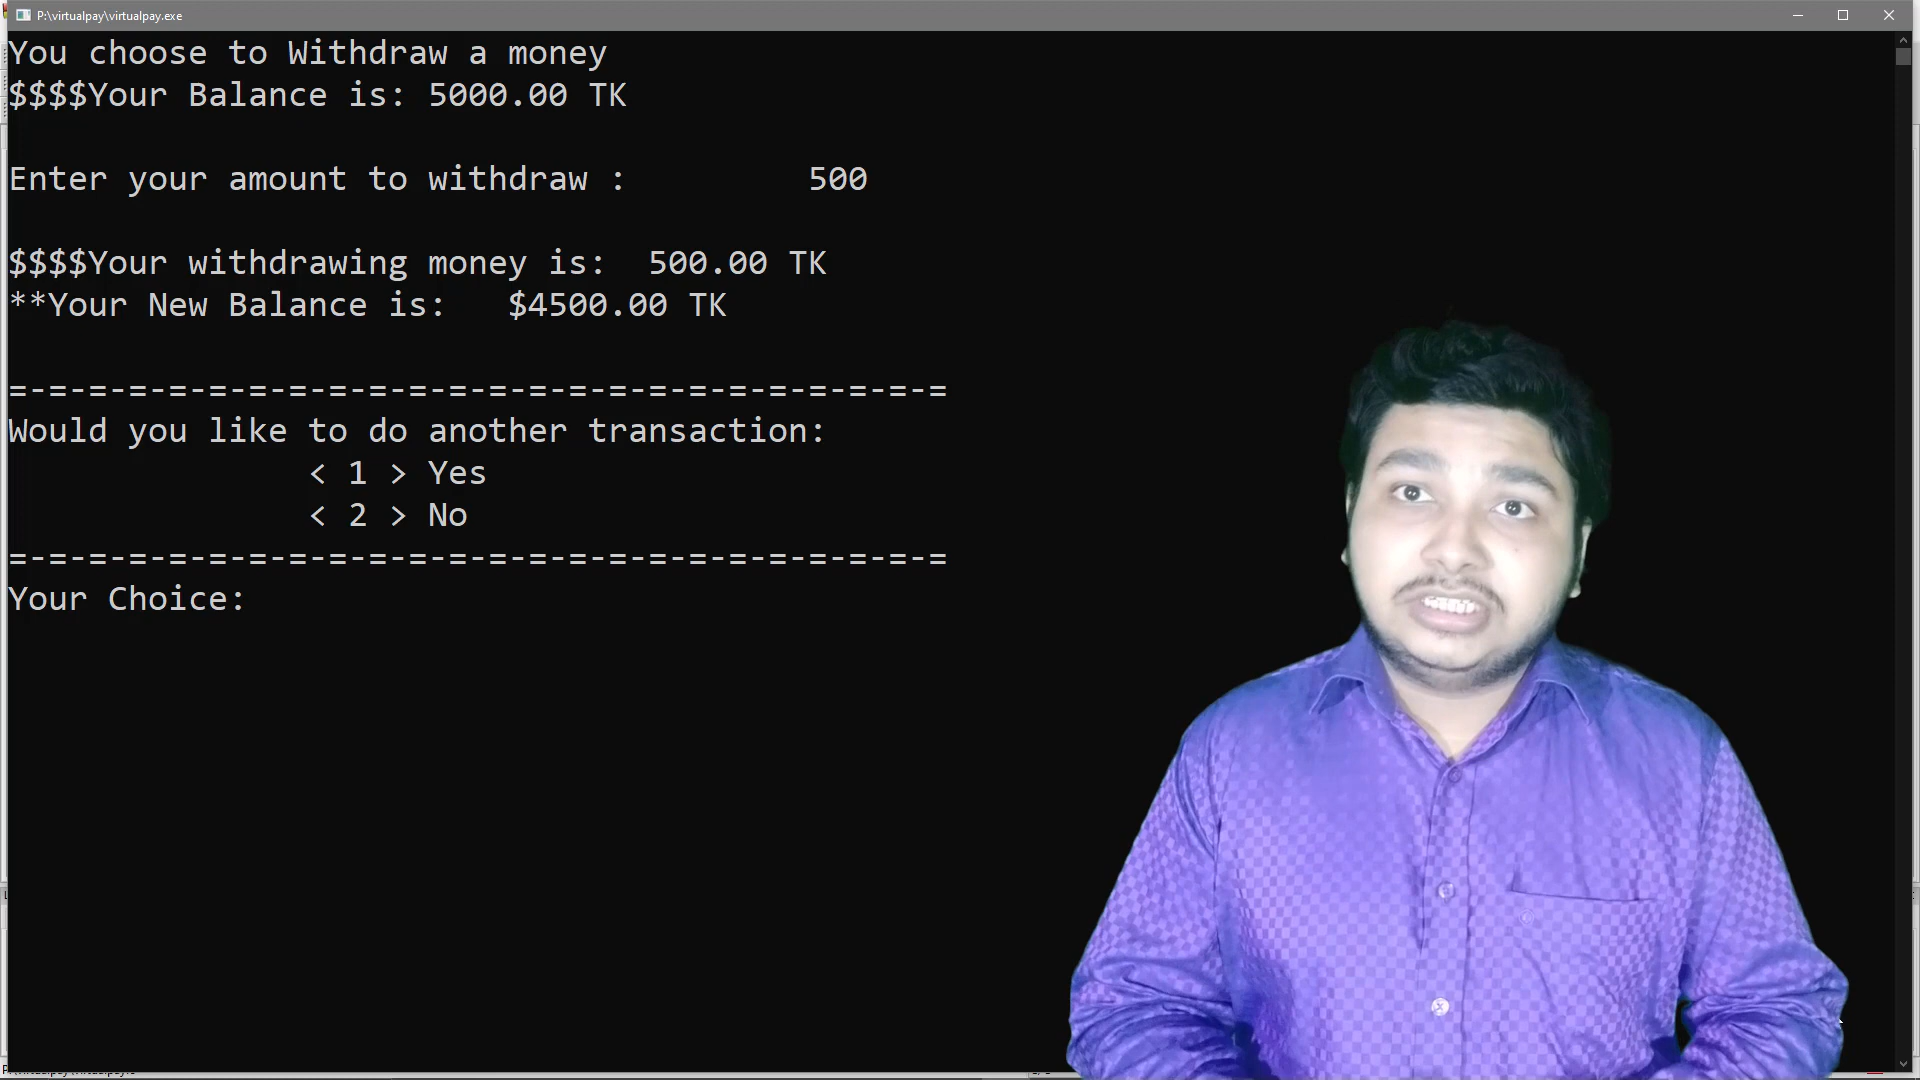 P:\virtualpay\virtualpay.exe
You choose to Withdraw a money
$$$$Your Balance is: 5000.00 TK
Enter your amount to withdraw :         500
$$$$Your withdrawing money is:  500.00 TK
**Your New Balance is:   $4500.00 TK
=-=-=-=-=-=-=-=-=-=-=-=-=-=-=-=-=-=-=-=-=-=-=-=
Would you like to do another transaction:
< 1 > Yes
< 2 > No
=-=-=-=-=-=-=-=-=-=-=-=-=-=-=-=-=-=-=-=-=-=-=-=
Your Choice: